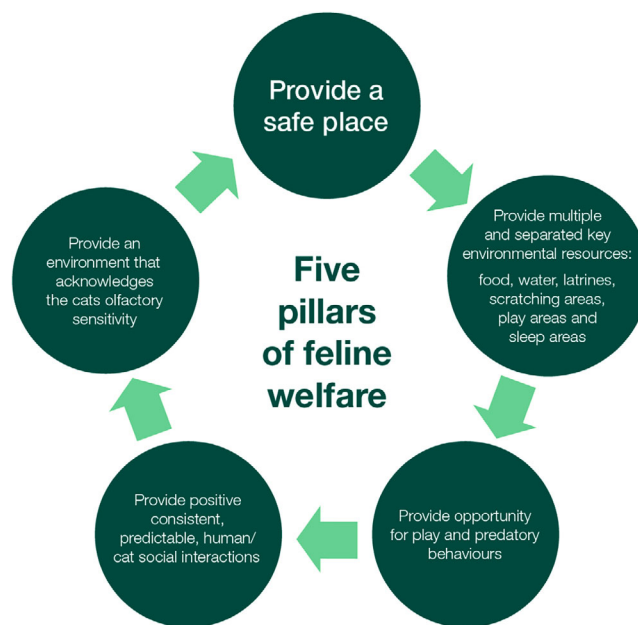 Provide a
safe place
Provide multiple
and separated key
environmental resources:
food, water, latrines,
scratching areas,
play areas and
sleep areas
Provide opportunity
for play and predatory
behaviours
Provide positive
consistent,
predictable, human/
cat social interactions
Provide an
environment that
acknowledges
the cats olfactory
sensitivity
Five
pillars
of feline
welfare